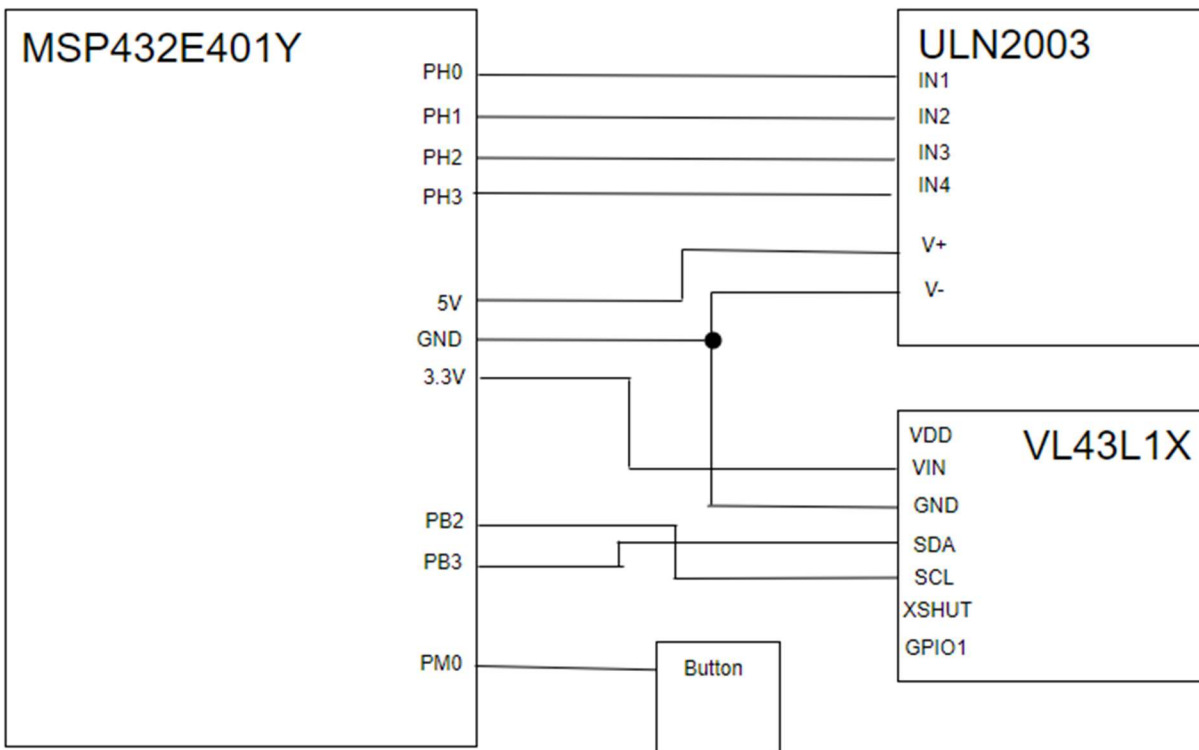 MSP432E401Y
PH0
PH1
PH2
PH3
5V
GND
3.3V
PB2
PB3
PM0
ULN2003
IN1
IN2
IN3
IN4
V+
V-
VL43L1X
VDD
VIN
GND
SDA
SCL
XSHUT
GPIO1
Button